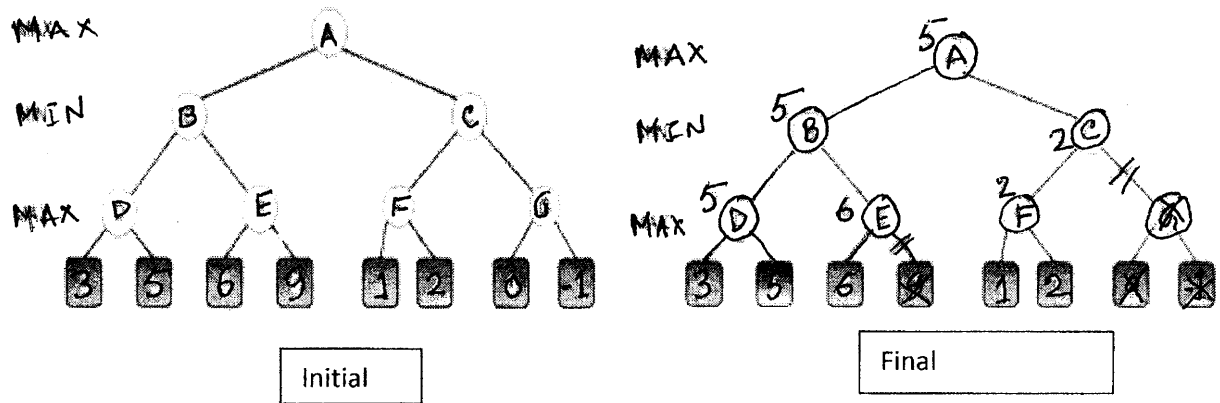 MAX A
MIN B C
MAX D E F G
3 5 6 9 1 2 0 -1
Initial
MAX 5 A
MIN 5 B 2 C
MAX 5 D 6 E 2 F
3 5 6 1 2
Final